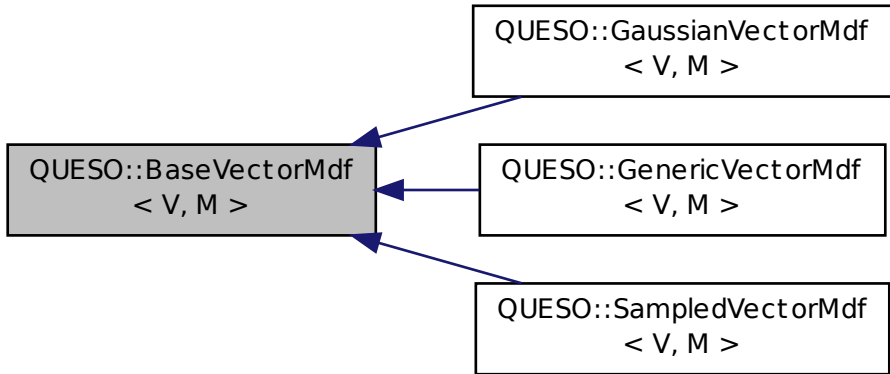 QUESO::GaussianVectorMdf
< V, M >
QUESO::BaseVectorMdf
< V, M >
QUESO::GenericVectorMdf
< V, M >
QUESO::SampledVectorMdf
< V, M >